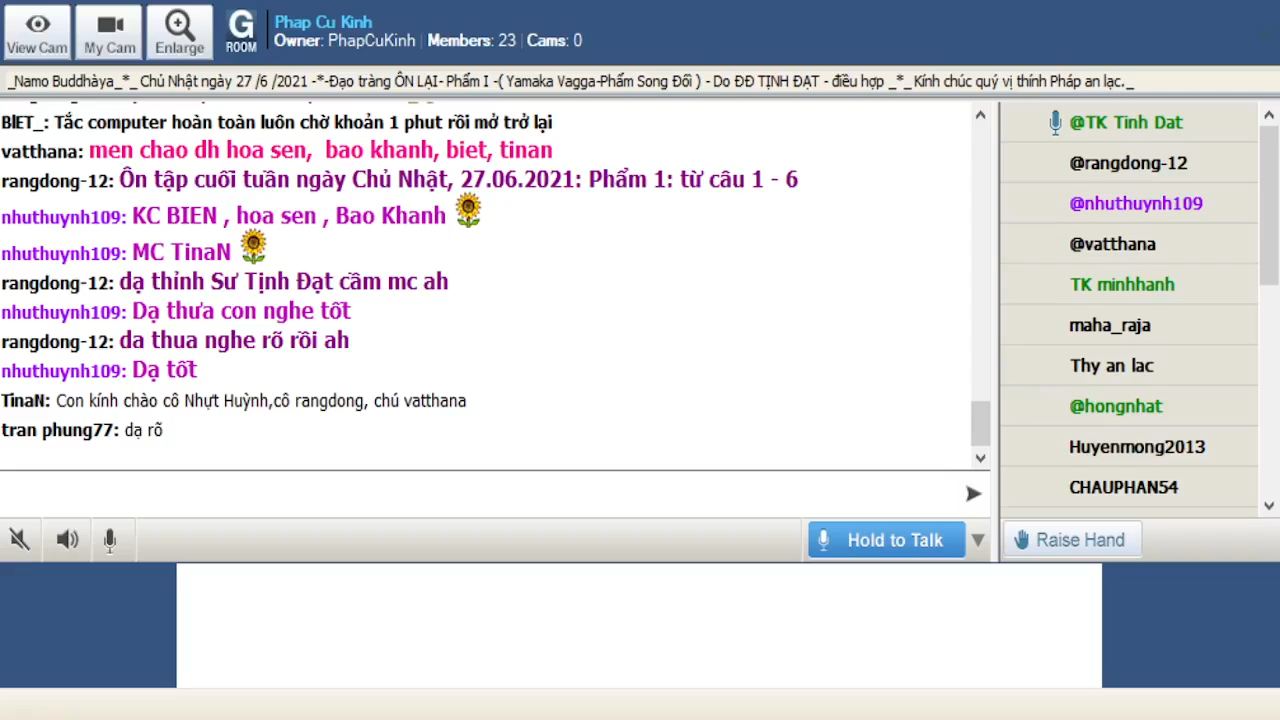 View Cam
My Cam
Enlarge
G ROOM
Phap Cu Kinh
Owner: PhapCuKinh | Members: 23 | Cams: 0
_Namo Buddhàya_*_ Chủ Nhật ngày 27 /6 /2021 -*-Đạo tràng ÔN LẠI- Phẩm I -( Yamaka Vagga-Phẩm Song Đối ) - Do ĐĐ TỊNH ĐẠT - điều hợp _*_ Kính chúc quý vị thính Pháp an lạc._
BlET_: Tắc computer hoàn toàn luôn chờ khoản 1 phut rồi mở trở lại
vatthana: men chao dh hoa sen, bao khanh, biet, tinan
rangdong-12: Ôn tập cuối tuần ngày Chủ Nhật, 27.06.2021: Phẩm 1: từ câu 1 - 6
nhuthuynh109: KC BIEN , hoa sen , Bao Khanh
nhuthuynh109: MC TinaN
rangdong-12: dạ thỉnh Sư Tịnh Đạt cầm mc ah
nhuthuynh109: Dạ thưa con nghe tốt
rangdong-12: da thua nghe rõ rồi ah
nhuthuynh109: Dạ tốt
TinaN: Con kính chào cô Nhựt Huỳnh,cô rangdong, chú vatthana
tran phung77: dạ rõ
@TK Tinh Dat
@rangdong-12
@nhuthuynh109
@vatthana
TK minhhanh
maha_raja
Thy an lac
@hongnhat
Huyenmong2013
CHAUPHAN54
Hold to Talk
Raise Hand